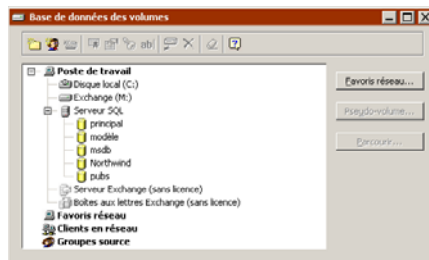 Base de données des volumes
ab|
Poste de travail
Disque local (C:)
Exchange (M:)
Serveur SQL
principal
modèle
msdb
Northwind
pubs
Serveur Exchange (sans licence)
Boîtes aux lettres Exchange (sans licence)
Favoris réseau
Clients en réseau
Groupes source
Favoris réseau...
Pseudo-volume...
Parcourir...